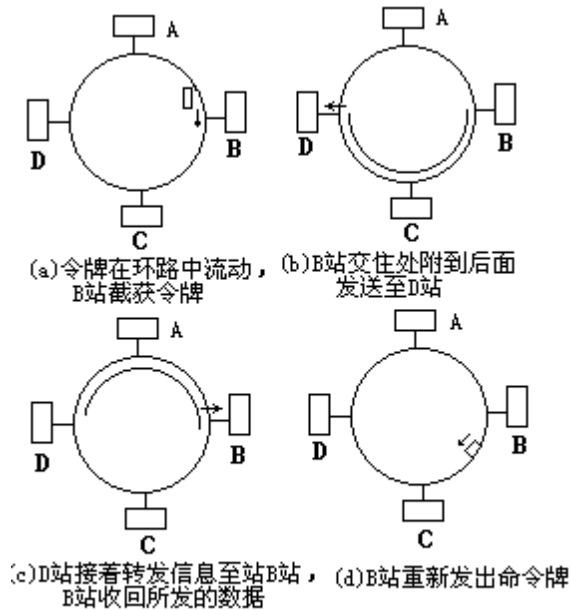 A
B
C
D
(a)令牌在环路中流动,
B站截获令牌
A
B
C
D
(b)B站交住处附到后面
发送至D站
A
B
C
D
(c)D站接着转发信息至站B站,
B站收回所发的数据
A
B
C
D
(d)B站重新发出命令牌